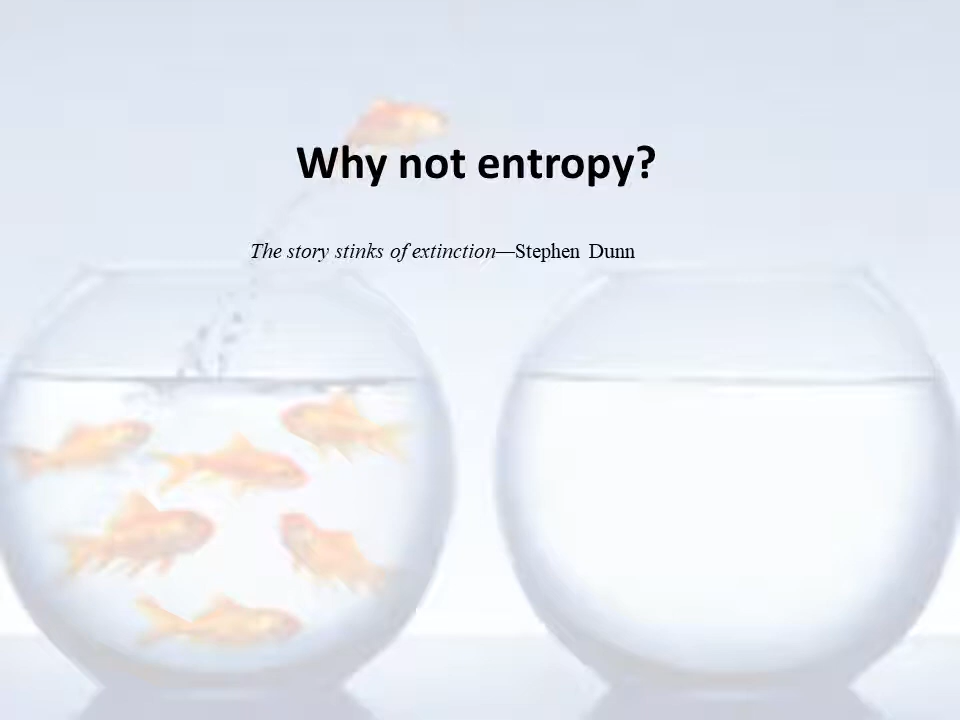 Why not entropy?
The story stinks of extinction—Stephen Dunn